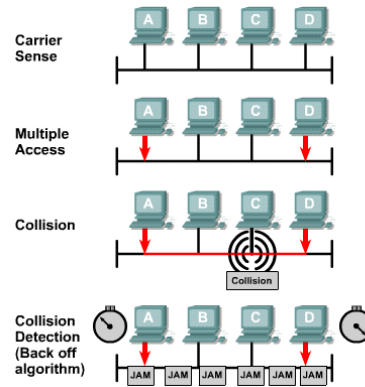 A B C D
Carrier
Sense
A B C D
Multiple
Access
A B C D
Collision
Collision
A B C D
Collision
Detection
(Back off
algorithm)
JAM JAM JAM JAM JAM JAM